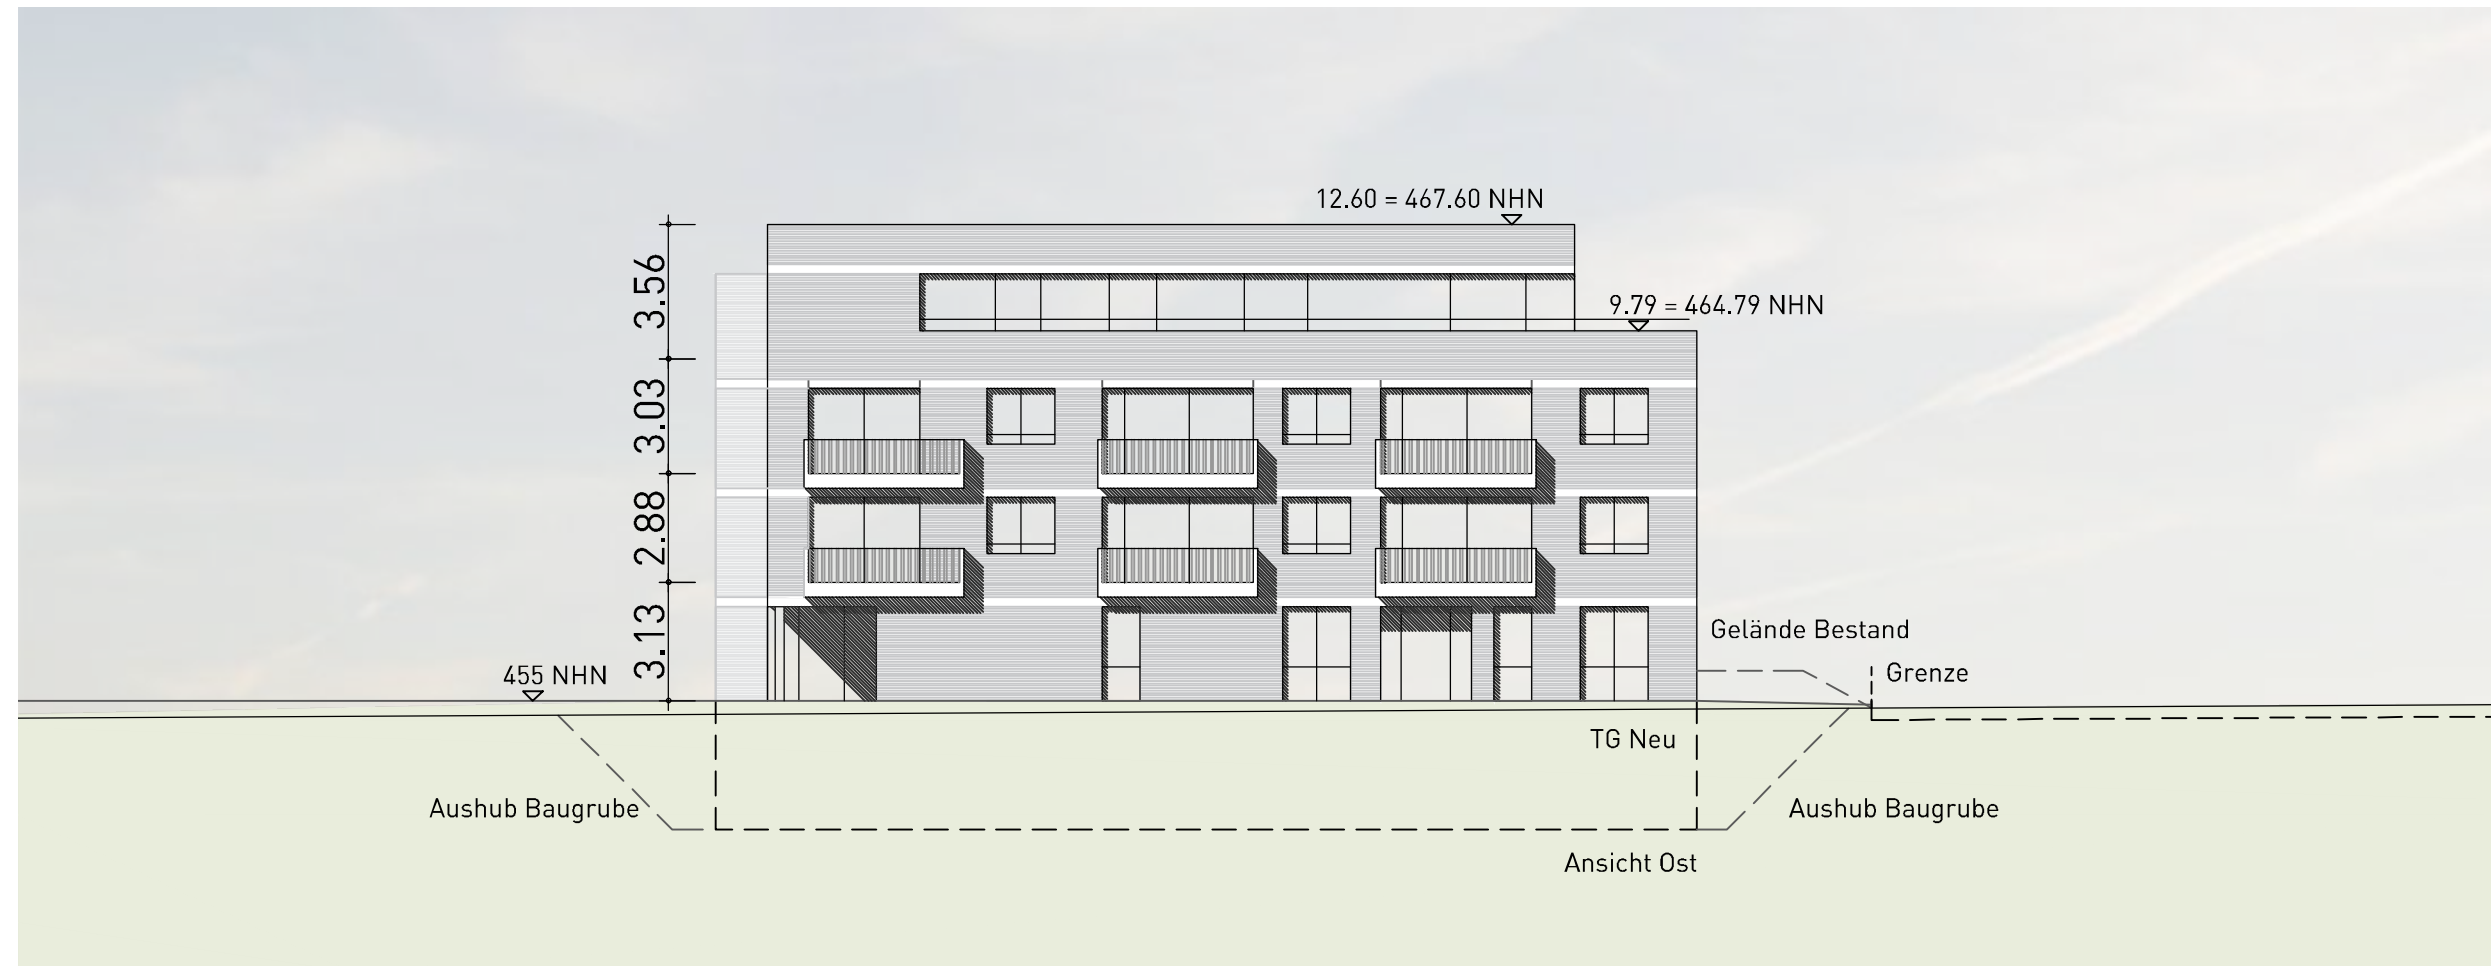 12.60 = 467.60 NHN
9.79 = 464.79 NHN
3.56
3.03
2.88
3.13
455 NHN
Gelände Bestand
Grenze
TG Neu
Aushub Baugrube
Aushub Baugrube
Ansicht Ost